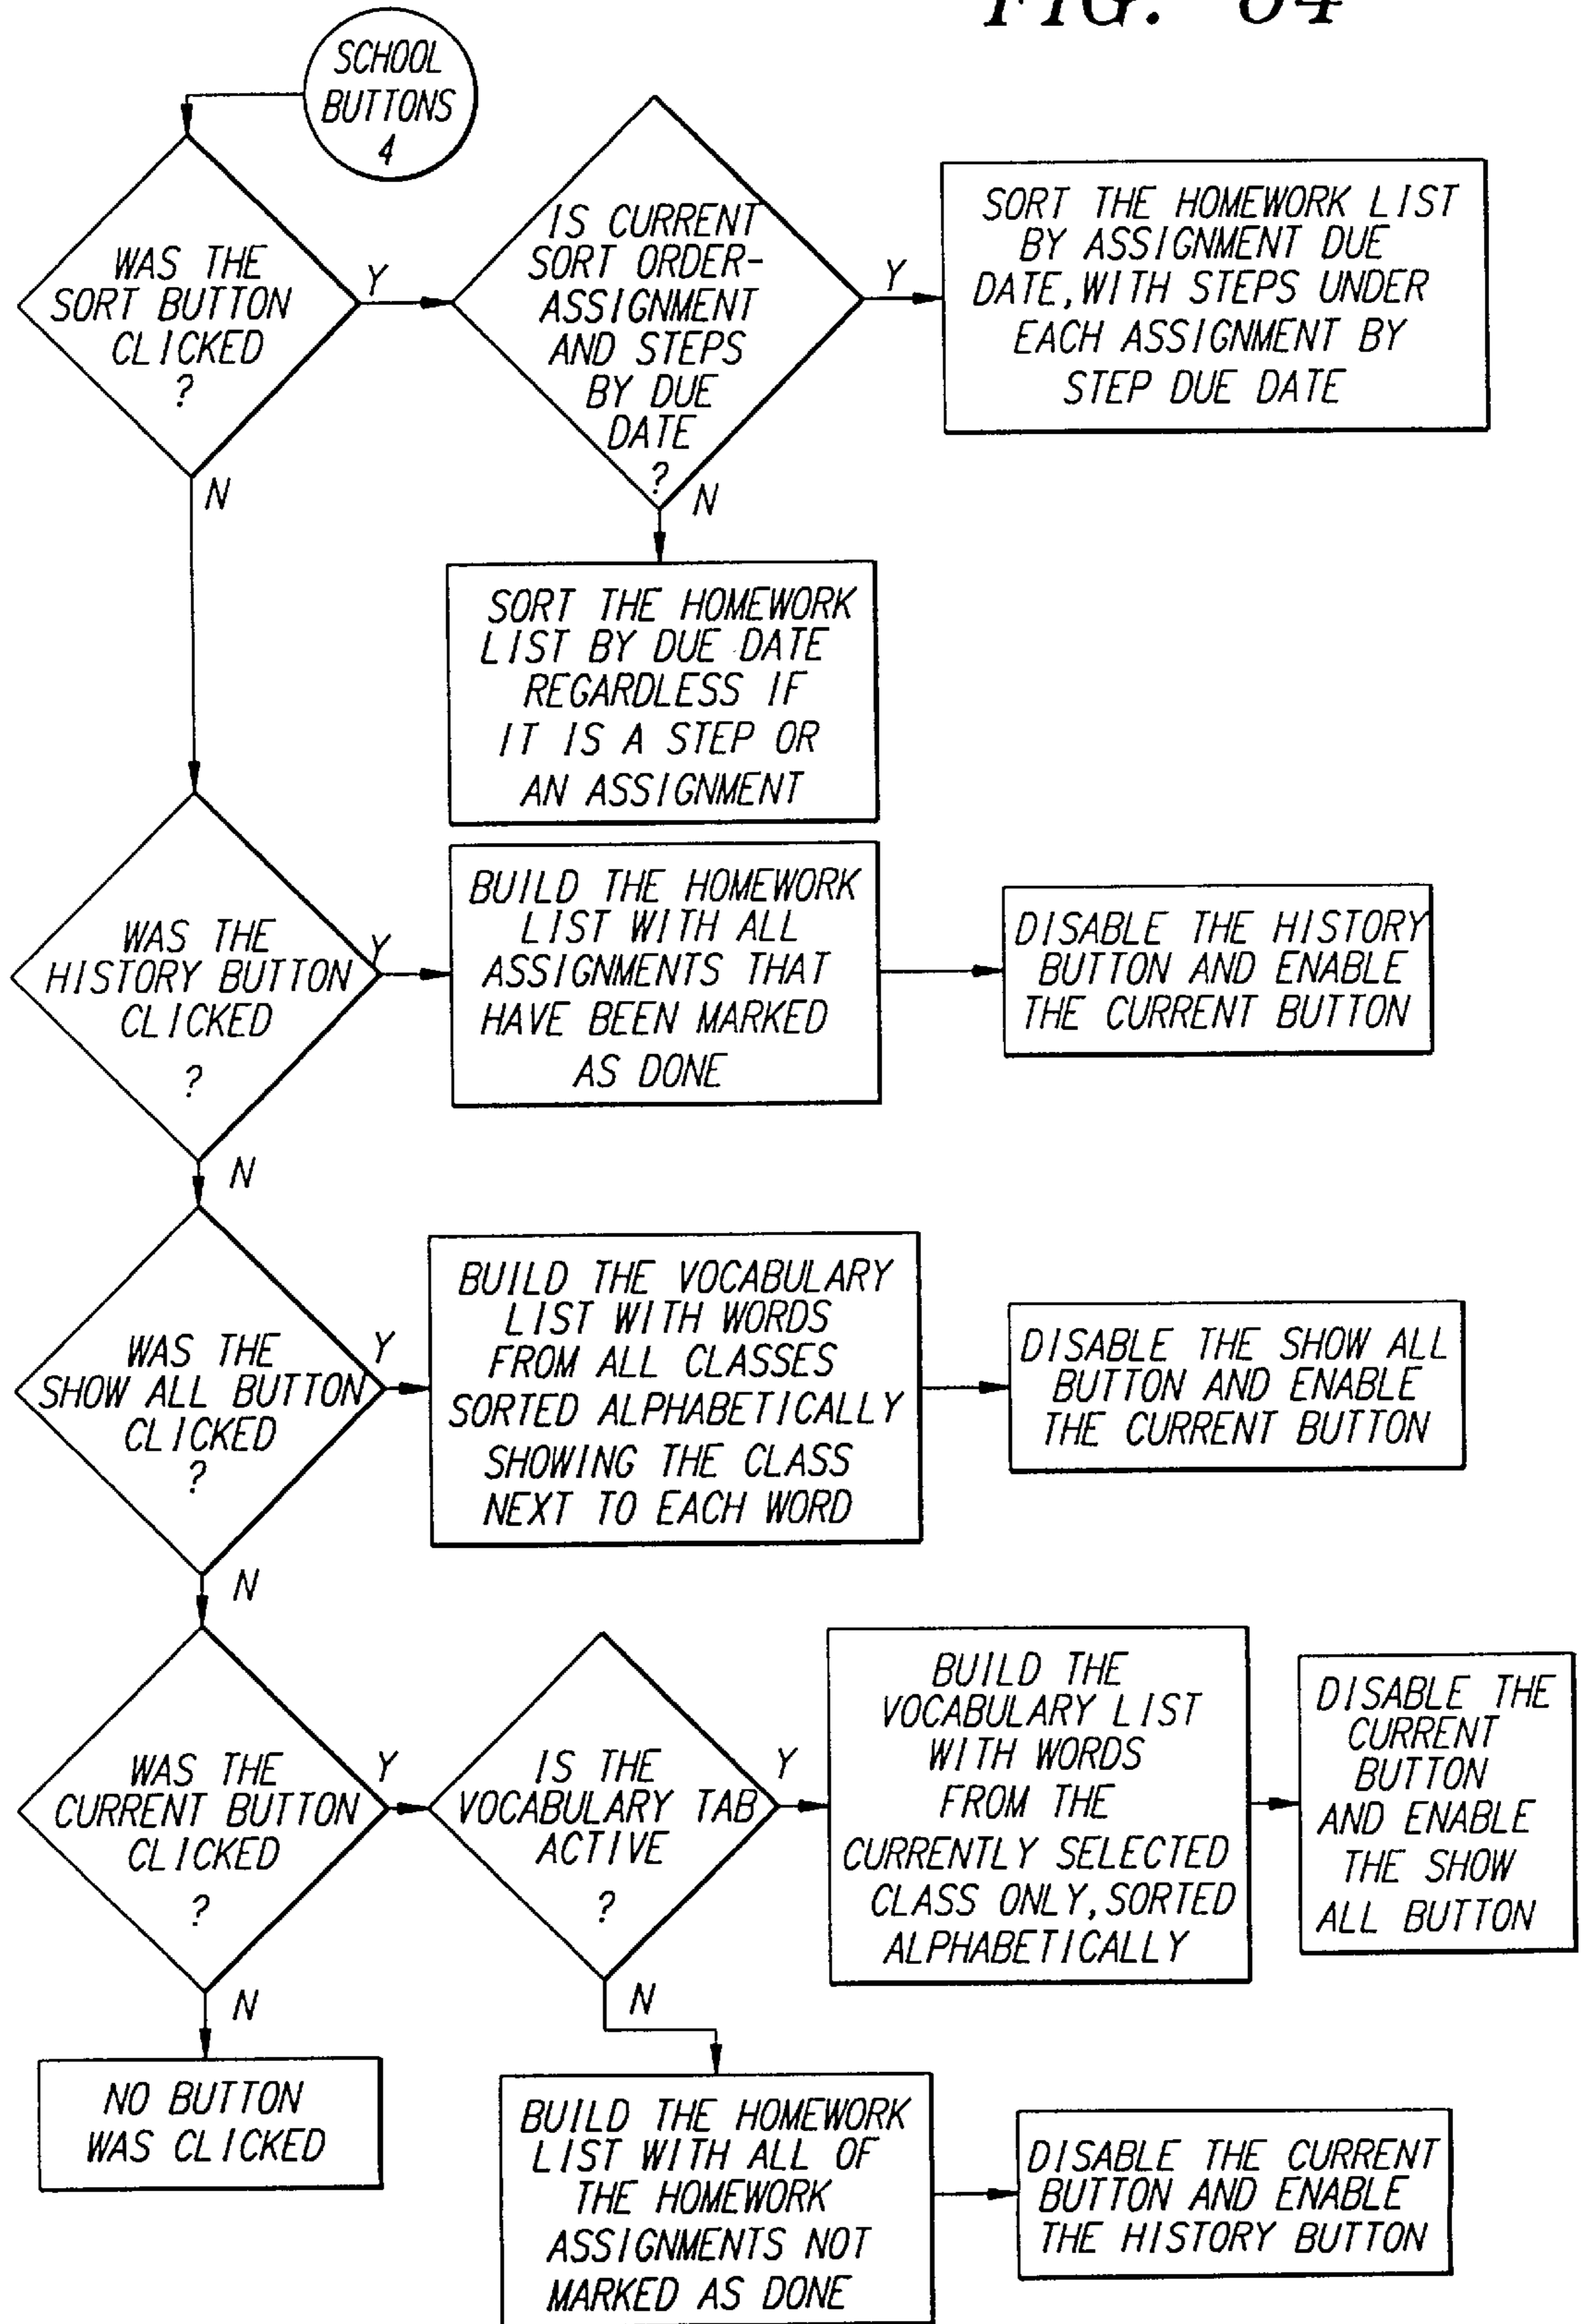 FIG. 64
SCHOOL
BUTTONS
4
WAS THE
SORT BUTTON
CLICKED
?
Y
N
IS CURRENT
SORT ORDER-
ASSIGNMENT
AND STEPS
BY DUE
DATE
?
Y
N
SORT THE HOMEWORK LIST
BY ASSIGNMENT DUE
DATE, WITH STEPS UNDER
EACH ASSIGNMENT BY
STEP DUE DATE
SORT THE HOMEWORK
LIST BY DUE DATE
REGARDLESS IF
IT IS A STEP OR
AN ASSIGNMENT
WAS THE
HISTORY BUTTON
CLICKED
?
Y
N
BUILD THE HOMEWORK
LIST WITH ALL
ASSIGNMENTS THAT
HAVE BEEN MARKED
AS DONE
DISABLE THE HISTORY
BUTTON AND ENABLE
THE CURRENT BUTTON
WAS THE
SHOW ALL BUTTON
CLICKED
?
Y
N
BUILD THE VOCABULARY
LIST WITH WORDS
FROM ALL CLASSES
SORTED ALPHABETICALLY
SHOWING THE CLASS
NEXT TO EACH WORD
DISABLE THE SHOW ALL
BUTTON AND ENABLE
THE CURRENT BUTTON
WAS THE
CURRENT BUTTON
CLICKED
?
Y
N
IS THE
VOCABULARY TAB
ACTIVE
?
Y
N
BUILD THE
VOCABULARY LIST
WITH WORDS
FROM THE
CURRENTLY SELECTED
CLASS ONLY, SORTED
ALPHABETICALLY
DISABLE THE
CURRENT
BUTTON
AND ENABLE
THE SHOW
ALL BUTTON
NO BUTTON
WAS CLICKED
BUILD THE HOMEWORK
LIST WITH ALL OF
THE HOMEWORK
ASSIGNMENTS NOT
MARKED AS DONE
DISABLE THE CURRENT
BUTTON AND ENABLE
THE HISTORY BUTTON